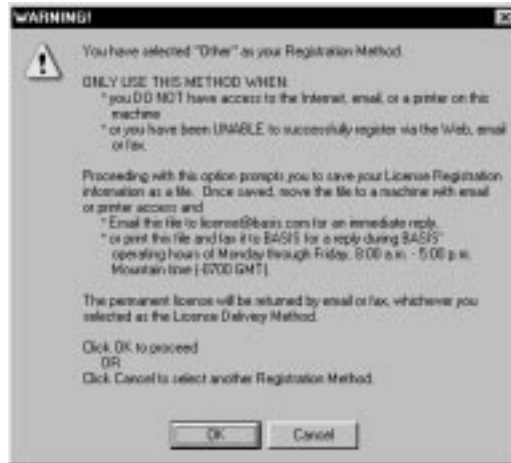 WARNING!
You have selected "Other" as your Registration Method.
ONLY USE THIS METHOD WHEN:
* you DO NOT have access to the Internet, email, or a printer on this
machine
* or you have been UNABLE to successfully register via the Web, email
or fax.
Proceeding with this option prompts you to save your License Registration
information as a file. Once saved, move the file to a machine with email
or printer access and
* Email this file to license@basis.com for an immediate reply.
* or print this file and fax it to BASIS for a reply during BASIS'
operating hours of Monday through Friday, 8:00 a.m. - 5:00 p.m.
Mountain time (-0700 GMT).
The permanent license will be returned by email or fax, whichever you
selected as the License Delivery Method.
Click OK to proceed
OR
Click Cancel to select another Registration Method.
OK
Cancel